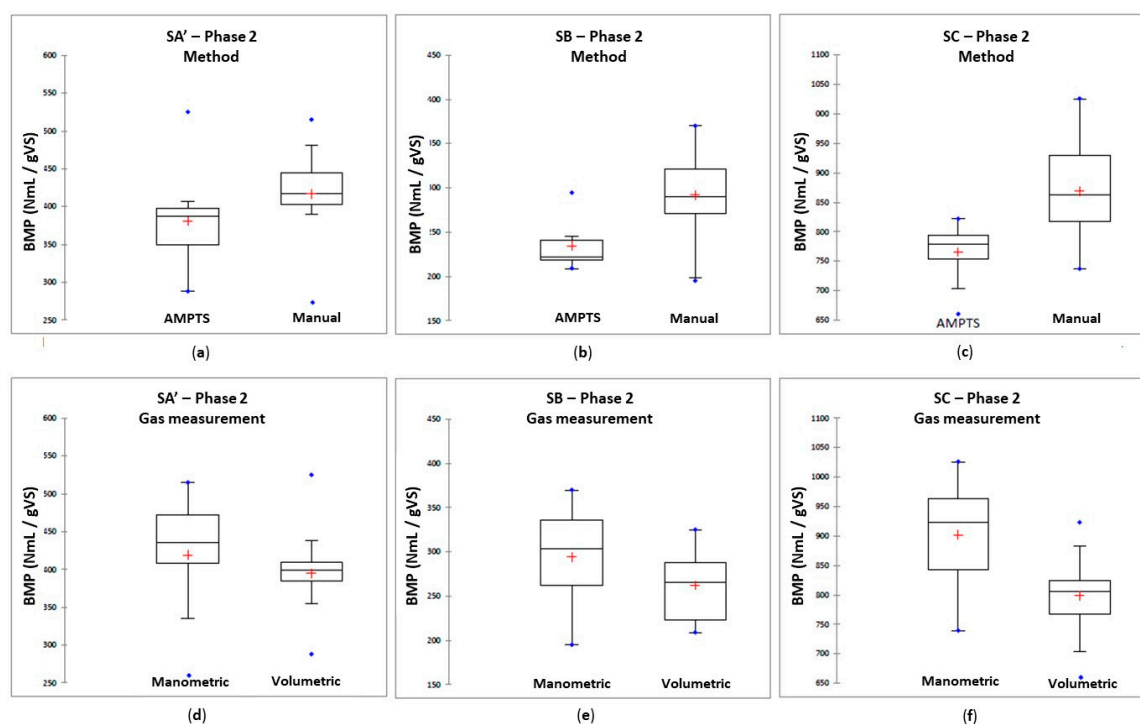 SA’ – Phase 2
Method
600
550
500
450
400
350
300
250
BMP (NmL / gVS)
AMPTS
Manual
(a)
SB – Phase 2
Method
450
400
350
300
250
200
150
BMP (NmL / gVS)
AMPTS
Manual
(b)
SC – Phase 2
Method
1100
1050
000
950
900
850
800
750
700
650
BMP (NmL / gVS)
AMPTS
Manual
(c)
SA’ – Phase 2
Gas measurement
600
550
500
450
400
350
300
250
BMP (NmL / gVS)
Manometric
Volumetric
(d)
SB – Phase 2
Gas measurement
450
400
350
300
250
200
150
BMP (NmL / gVS)
Manometric
Volumetric
(e)
SC – Phase 2
Gas measurement
1100
1050
1000
950
900
850
800
750
700
650
BMP (NmL / gVS)
Manometric
Volumetric
(f)